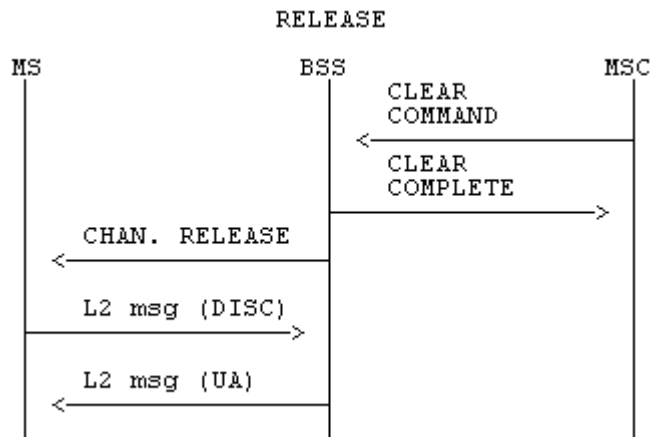 RELEASE
MS BSS MSC
CLEAR
COMMAND
CLEAR
COMPLETE
CHAN. RELEASE
L2 msg (DISC)
L2 msg (UA)